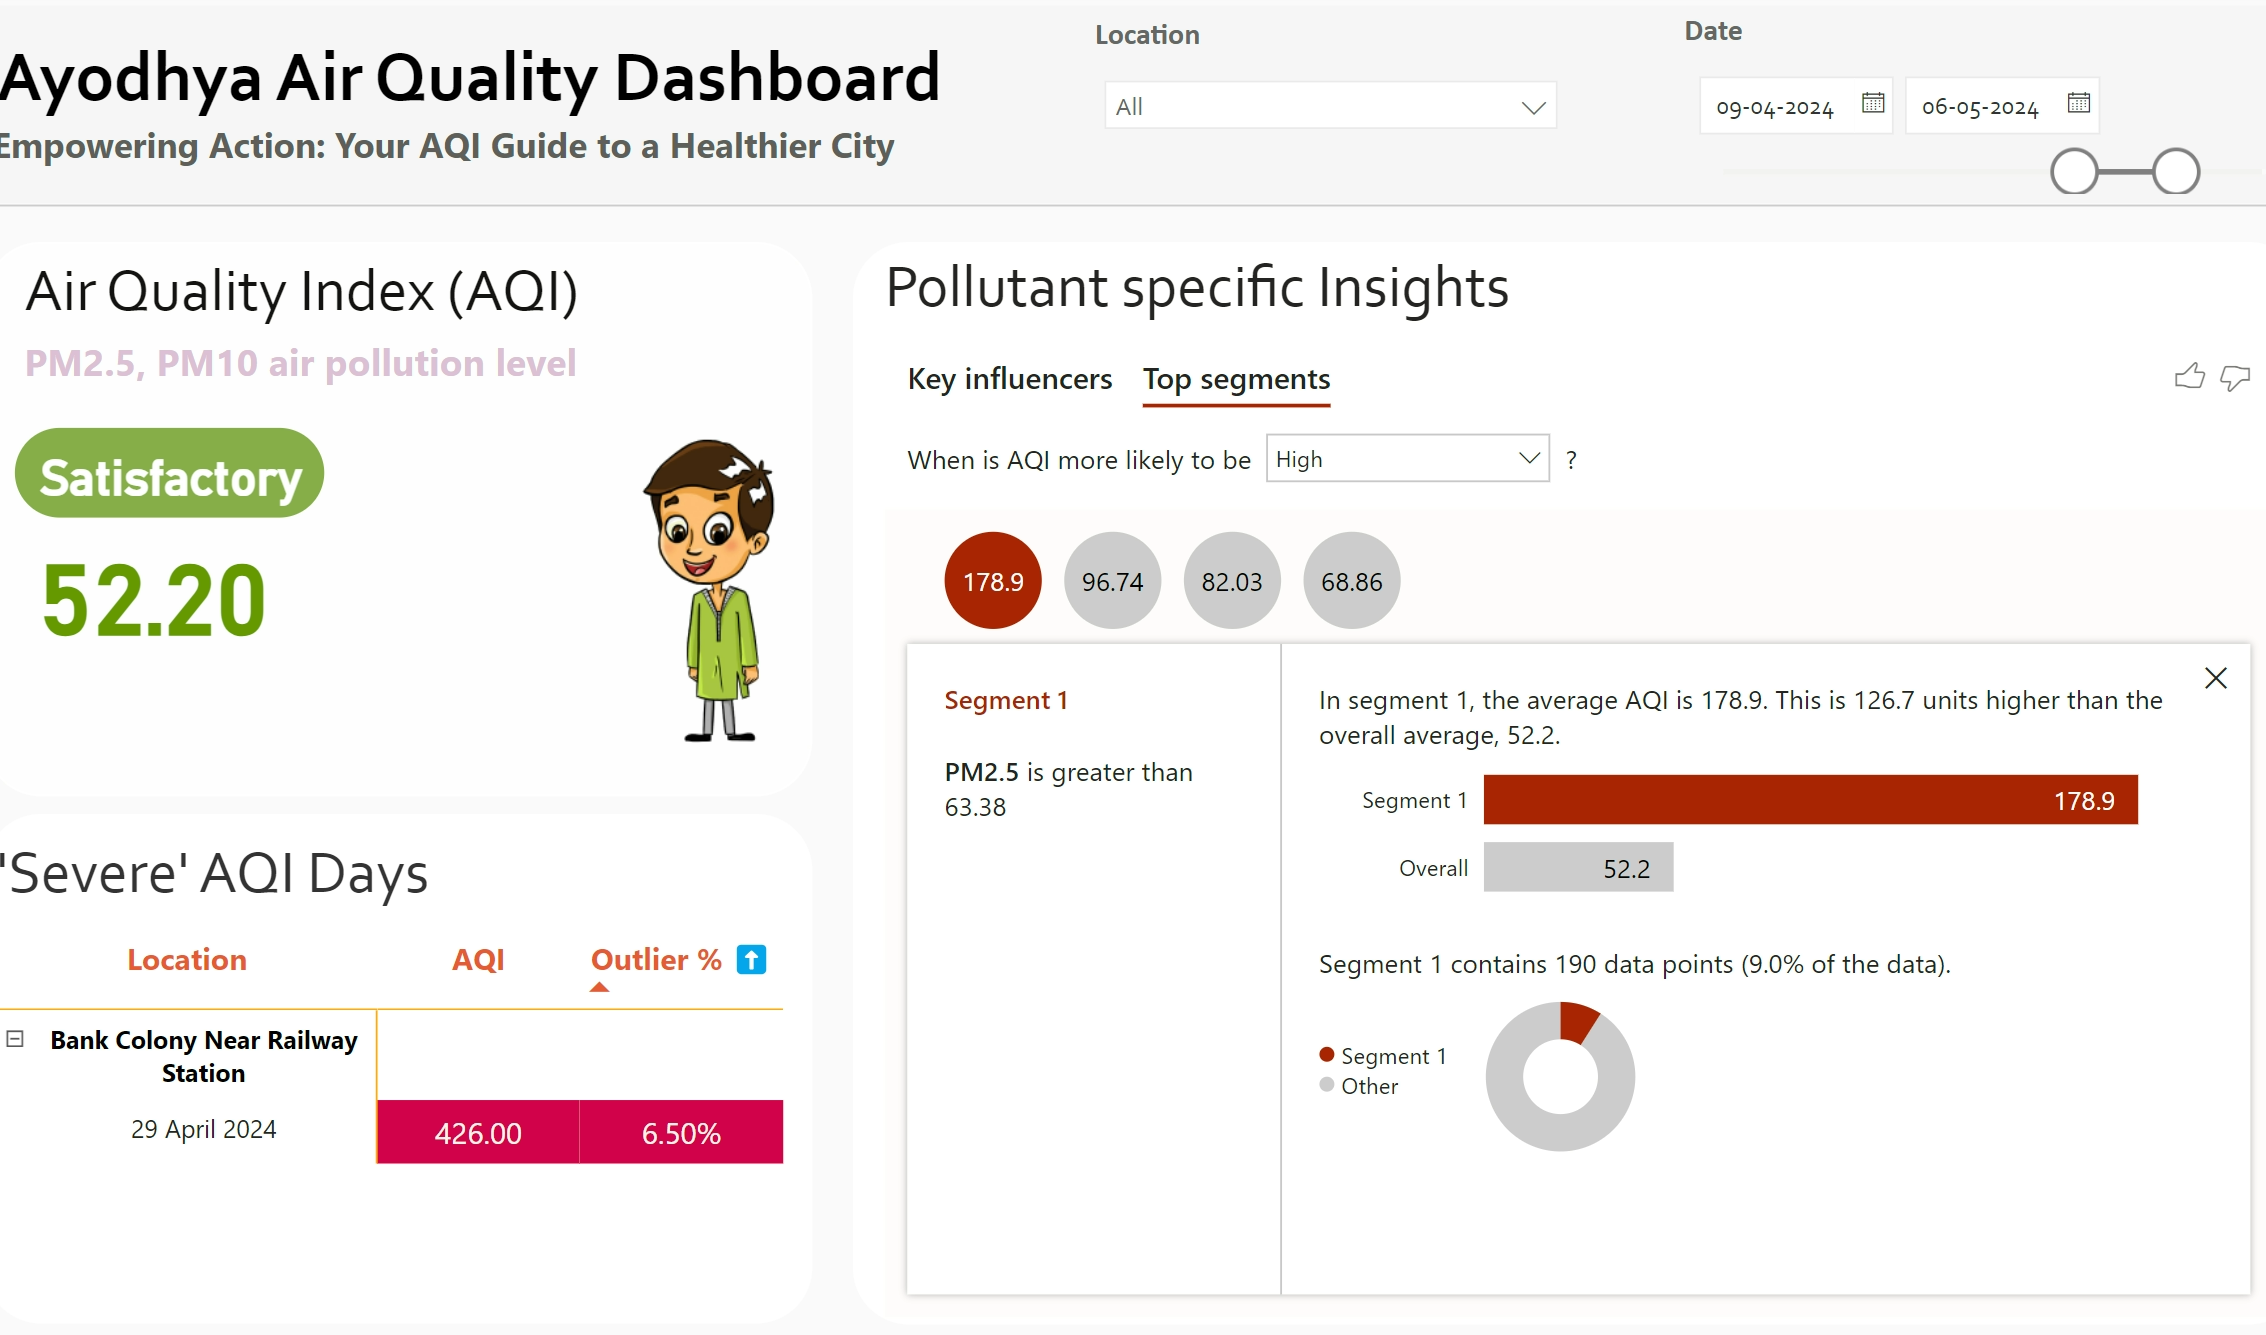 Ayodhya Air Quality Dashboard
Empowering Action: Your AQI Guide to a Healthier City
Location
All
Date
09-04-2024
06-05-2024
Air Quality Index (AQI)
PM2.5, PM10 air pollution level
Satisfactory
52.20
'Severe' AQI Days
Location AQI Outlier %
Bank Colony Near Railway
Station
29 April 2024 426.00 6.50%
Pollutant specific Insights
Key influencers Top segments
When is AQI more likely to be High ?
178.9 96.74 82.03 68.86
Segment 1
PM2.5 is greater than
63.38
In segment 1, the average AQI is 178.9. This is 126.7 units higher than the
overall average, 52.2.
Segment 1 178.9
Overall 52.2
Segment 1 contains 190 data points (9.0% of the data).
Segment 1
Other